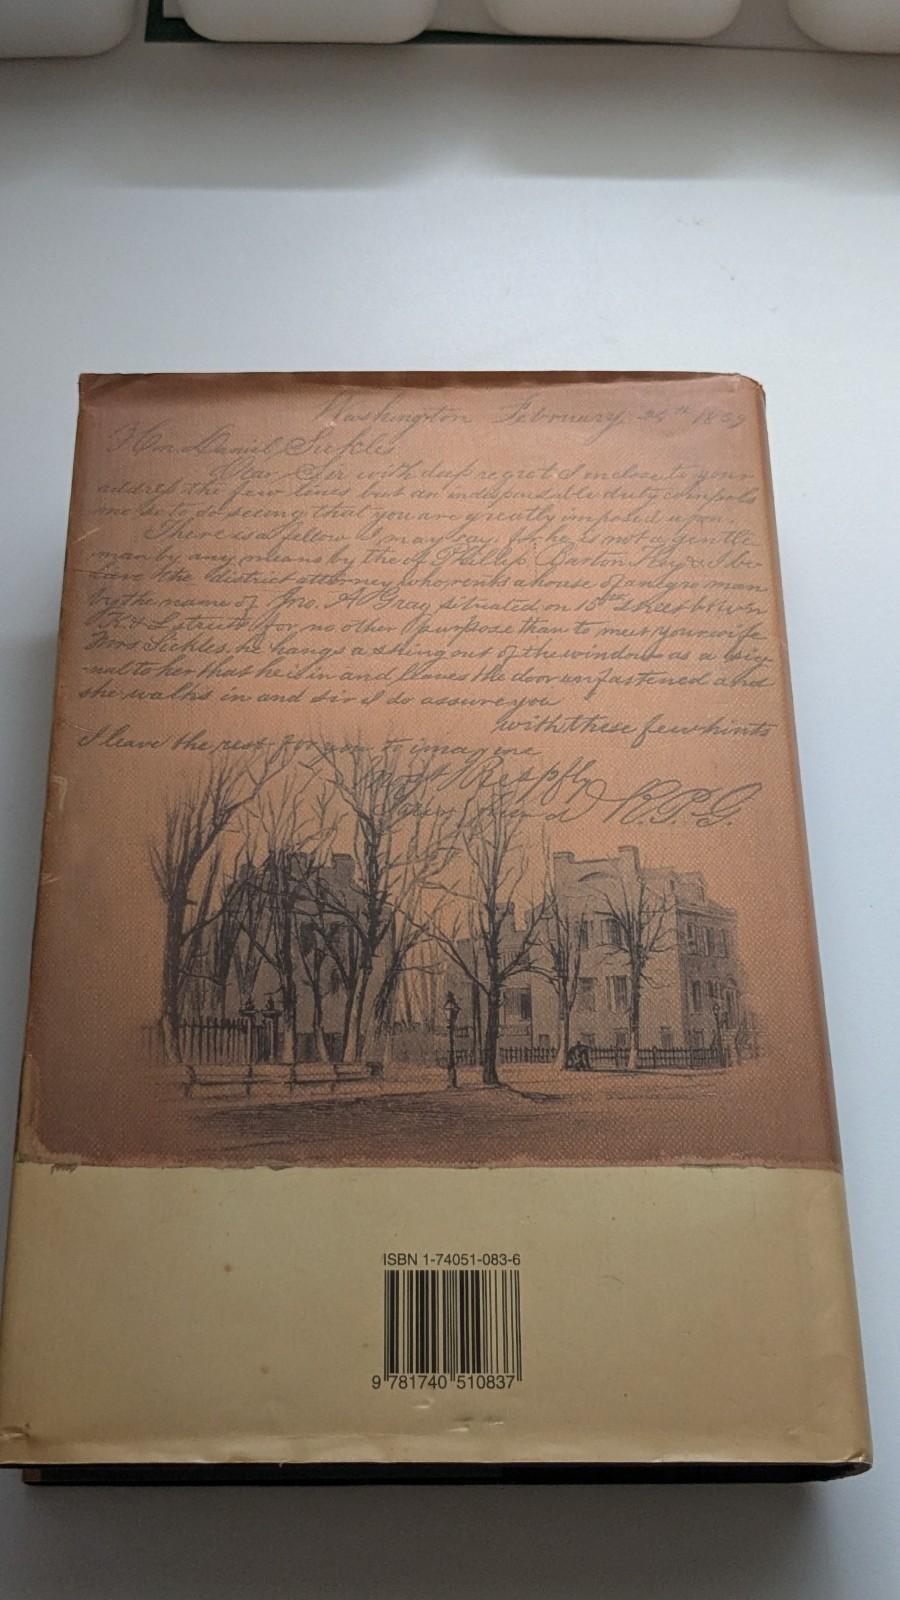 Washington February 24th 1859
Hon. Daniel Sickles
Dear Sir with deep regret I inclose to your
address the few lines but an indispensable duty compels
me so to do seeing that you are greatly imposed upon.
There is a fellow I may say, for he is not a gentle
man by any means by the of Phillip Barton Key & I be
lieve the district attorney who rents a house of a negro man
by the name of Jno. A. Gray situated on 15th street btween
K & L streets for no other purpose than to meet your wife
Mrs. Sickles. he hangs a string out of the window as a sig-
-nal to her that he is in and leaves the door unfastened and
she walks in and sir I do assure you
with these few hints
I leave the rest for you to imagine
Most Respfly
Your friend R.P.G.
ISBN 1-74051-083-6
9 781740 510837